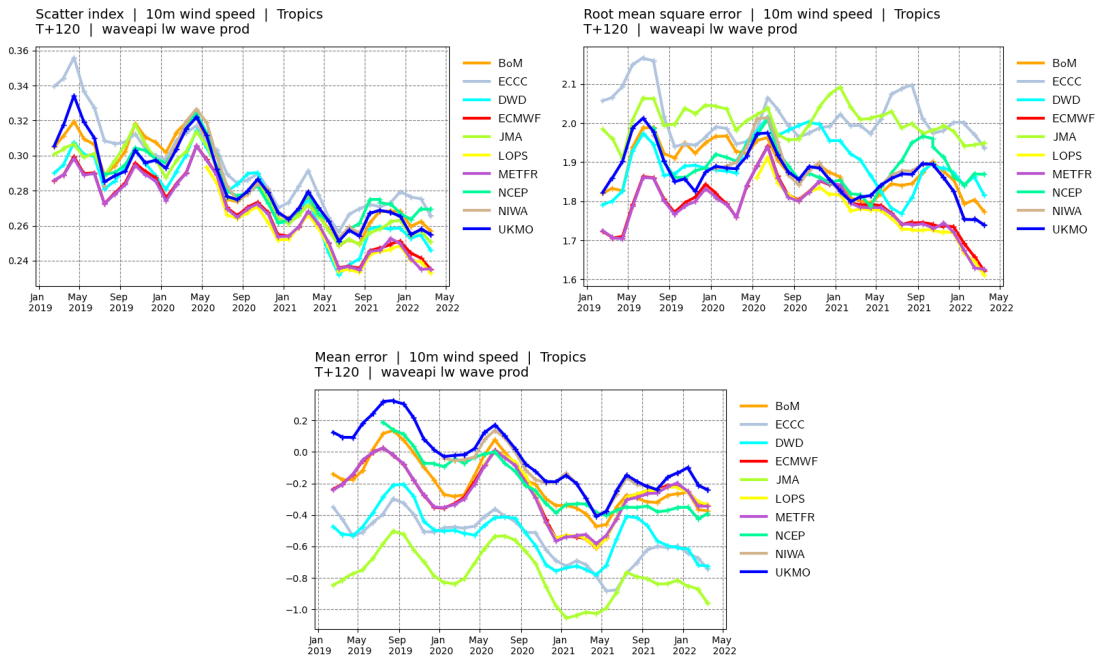 Scatter index | 10m wind speed | Tropics
T+120 | waveapi lw wave prod
0.36
0.34
0.32
0.30
0.28
0.26
0.24
Jan 2019
May 2019
Sep 2019
Jan 2020
May 2020
Sep 2020
Jan 2021
May 2021
Sep 2021
Jan 2022
May 2022
BoM
ECCC
DWD
ECMWF
JMA
LOPS
METFR
NCEP
NIWA
UKMO
Root mean square error | 10m wind speed | Tropics
T+120 | waveapi lw wave prod
2.1
2.0
1.9
1.8
1.7
1.6
Jan 2019
May 2019
Sep 2019
Jan 2020
May 2020
Sep 2020
Jan 2021
May 2021
Sep 2021
Jan 2022
May 2022
BoM
ECCC
DWD
ECMWF
JMA
LOPS
METFR
NCEP
NIWA
UKMO
Mean error | 10m wind speed | Tropics
T+120 | waveapi lw wave prod
0.2
0.0
−0.2
−0.4
−0.6
−0.8
−1.0
Jan 2019
May 2019
Sep 2019
Jan 2020
May 2020
Sep 2020
Jan 2021
May 2021
Sep 2021
Jan 2022
May 2022
BoM
ECCC
DWD
ECMWF
JMA
LOPS
METFR
NCEP
NIWA
UKMO